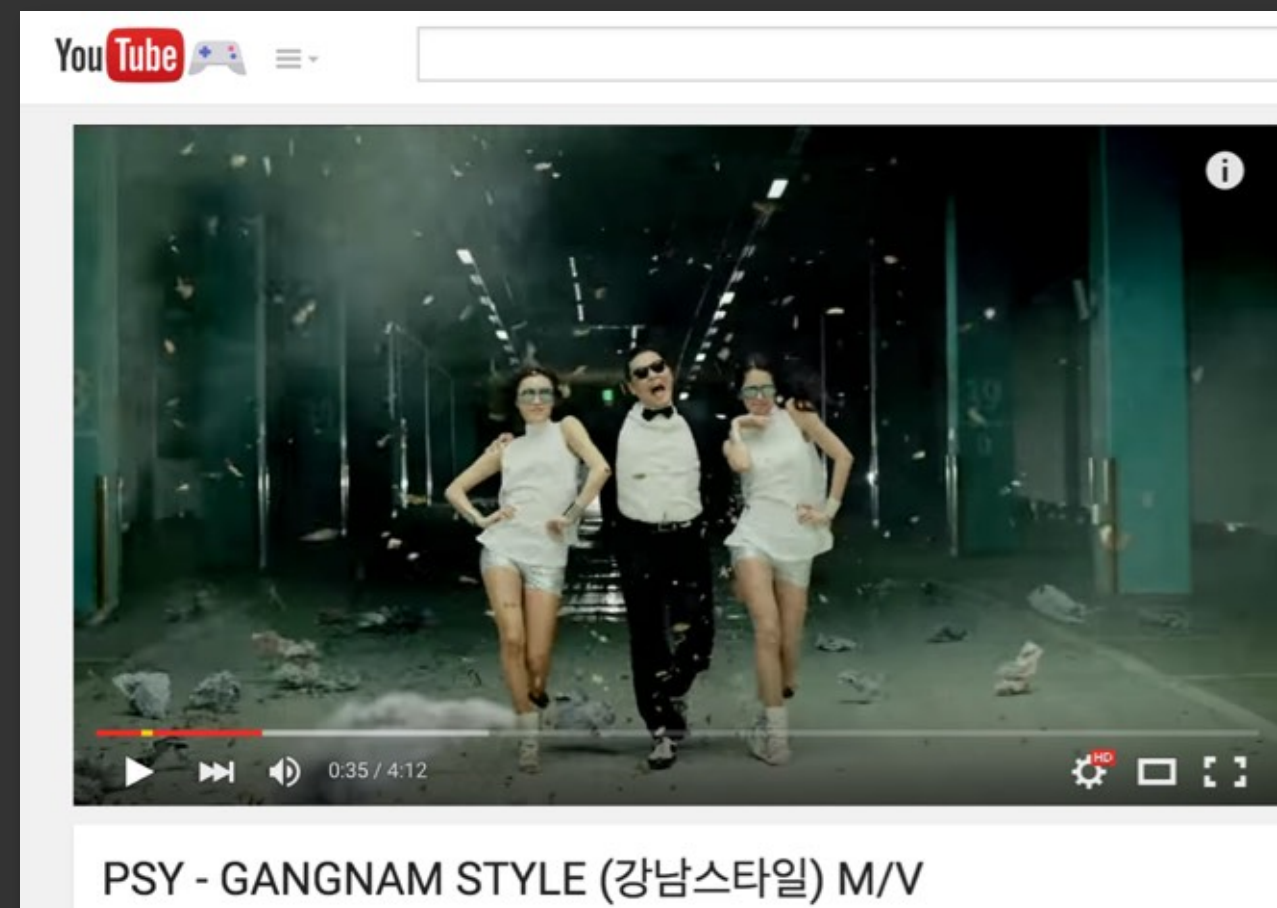 YouTube
i
HD
0:35 / 4:12
PSY - GANGNAM STYLE (강남스타일) M/V